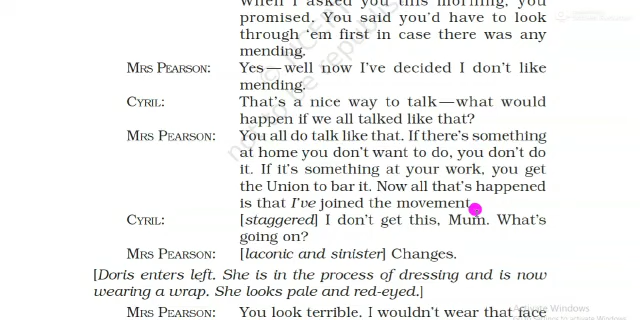 When I asked you this morning, you
promised. You said you'd have to look
through 'em first in case there was any
mending.
MRS PEARSON: Yes—well now I've decided I don't like
mending.
CYRIL: That's a nice way to talk—what would
happen if we all talked like that?
MRS PEARSON: You all do talk like that. If there's something
at home you don't want to do, you don't do
it. If it's something at your work, you get
the Union to bar it. Now all that's happened
is that I've joined the movement.
CYRIL: [staggered] I don't get this, Mum. What's
going on?
MRS PEARSON: [laconic and sinister] Changes.
[Doris enters left. She is in the process of dressing and is now
wearing a wrap. She looks pale and red-eyed.]
MRS PEARSON: You look terrible. I wouldn't wear that face
Activate Windows